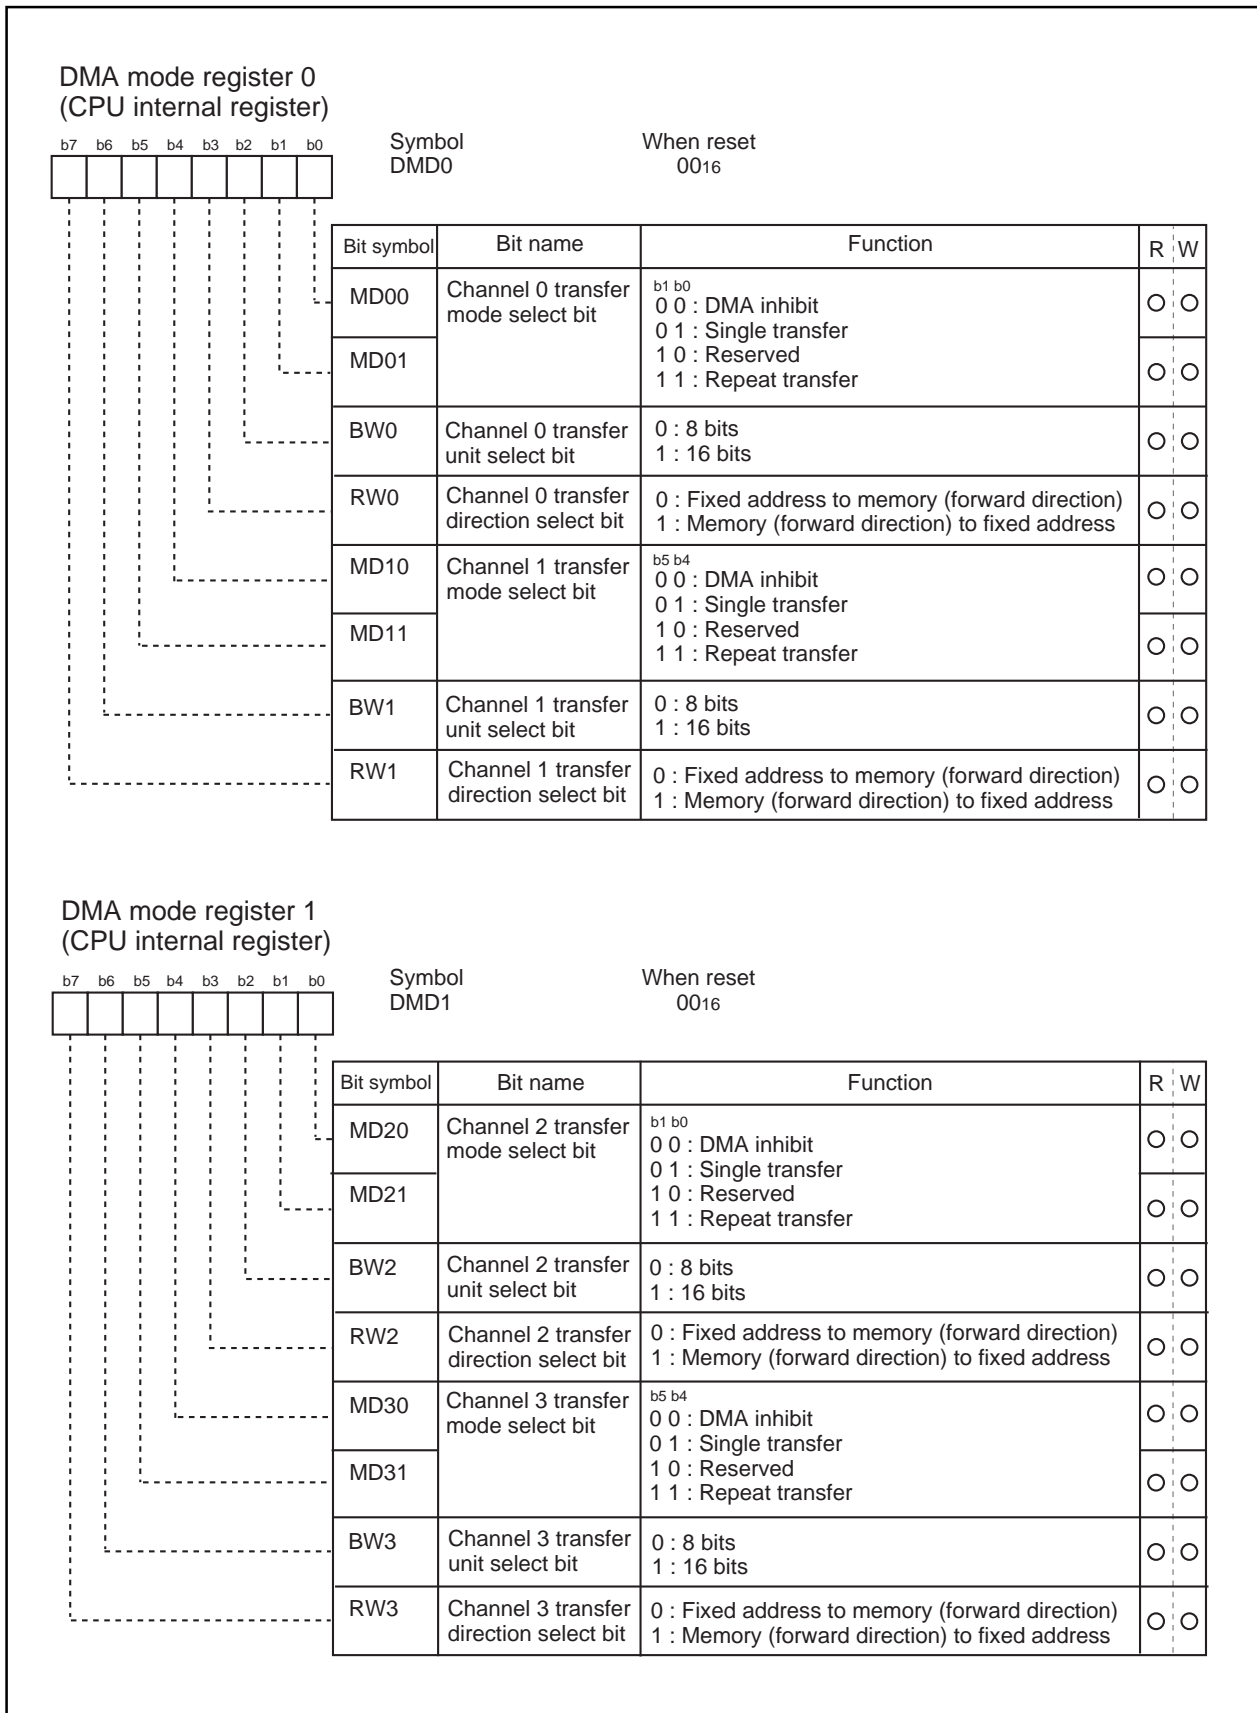 DMA mode register 0
(CPU internal register)
b7 b6 b5 b4 b3 b2 b1 b0
Symbol When reset
DMD0 0016
Bit symbol Bit name Function R W
MD00 Channel 0 transfer mode select bit
b1 b0
0 0 : DMA inhibit
0 1 : Single transfer
1 0 : Reserved
1 1 : Repeat transfer
MD01
BW0 Channel 0 transfer unit select bit
0 : 8 bits
1 : 16 bits
RW0 Channel 0 transfer direction select bit
0 : Fixed address to memory (forward direction)
1 : Memory (forward direction) to fixed address
MD10 Channel 1 transfer mode select bit
b5 b4
0 0 : DMA inhibit
0 1 : Single transfer
1 0 : Reserved
1 1 : Repeat transfer
MD11
BW1 Channel 1 transfer unit select bit
0 : 8 bits
1 : 16 bits
RW1 Channel 1 transfer direction select bit
0 : Fixed address to memory (forward direction)
1 : Memory (forward direction) to fixed address
DMA mode register 1
(CPU internal register)
b7 b6 b5 b4 b3 b2 b1 b0
Symbol When reset
DMD1 0016
Bit symbol Bit name Function R W
MD20 Channel 2 transfer mode select bit
b1 b0
0 0 : DMA inhibit
0 1 : Single transfer
1 0 : Reserved
1 1 : Repeat transfer
MD21
BW2 Channel 2 transfer unit select bit
0 : 8 bits
1 : 16 bits
RW2 Channel 2 transfer direction select bit
0 : Fixed address to memory (forward direction)
1 : Memory (forward direction) to fixed address
MD30 Channel 3 transfer mode select bit
b5 b4
0 0 : DMA inhibit
0 1 : Single transfer
1 0 : Reserved
1 1 : Repeat transfer
MD31
BW3 Channel 3 transfer unit select bit
0 : 8 bits
1 : 16 bits
RW3 Channel 3 transfer direction select bit
0 : Fixed address to memory (forward direction)
1 : Memory (forward direction) to fixed address